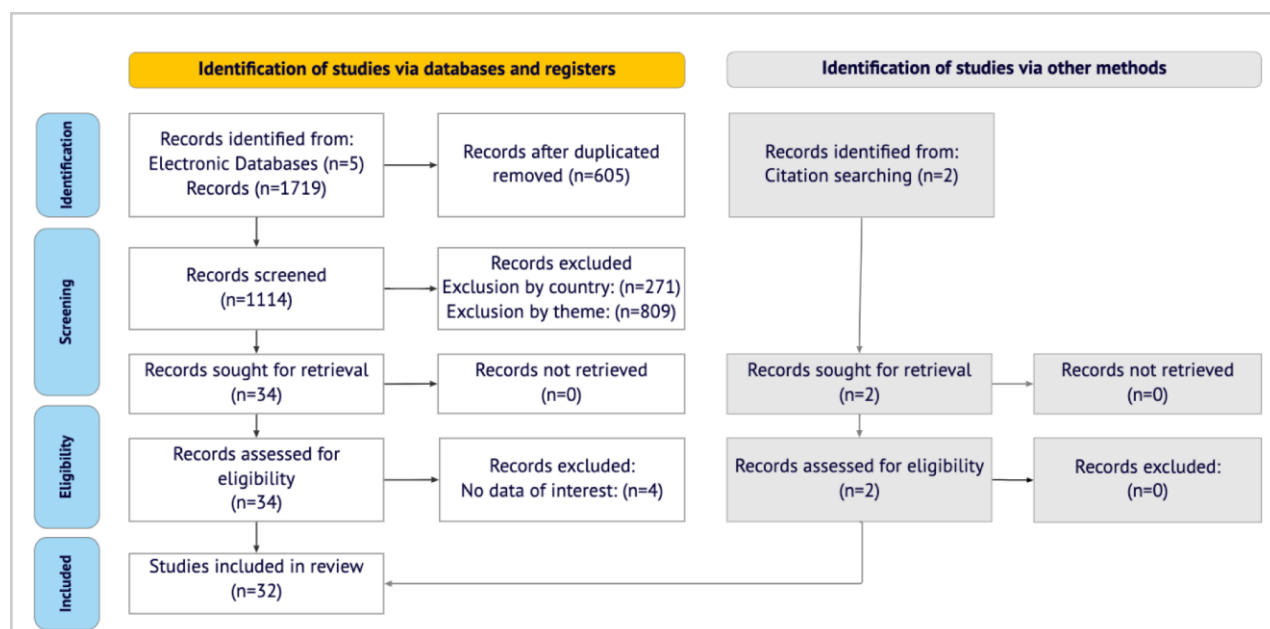 Identification of studies via databases and registers
Identification of studies via other methods
Identification
Records identified from:
Electronic Databases (n=5)
Records (n=1719)
Records after duplicated
removed (n=605)
Records identified from:
Citation searching (n=2)
Screening
Records screened
(n=1114)
Records excluded
Exclusion by country: (n=271)
Exclusion by theme: (n=809)
Records sought for retrieval
(n=34)
Records not retrieved
(n=0)
Records sought for retrieval
(n=2)
Records not retrieved
(n=0)
Eligibility
Records assessed for
eligibility
(n=34)
Records excluded:
No data of interest: (n=4)
Records assessed for eligibility
(n=2)
Records excluded:
(n=0)
Included
Studies included in review
(n=32)